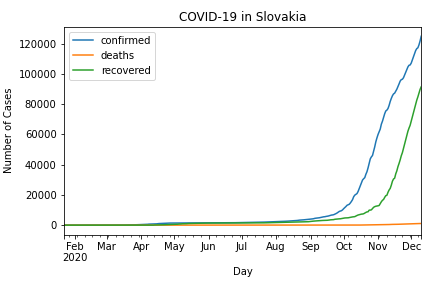 COVID-19 in Slovakia
confirmed
deaths
recovered
Number of Cases
120000
100000
80000
60000
40000
20000
0
Feb Mar Apr May Jun Jul Aug Sep Oct Nov Dec
2020
Day